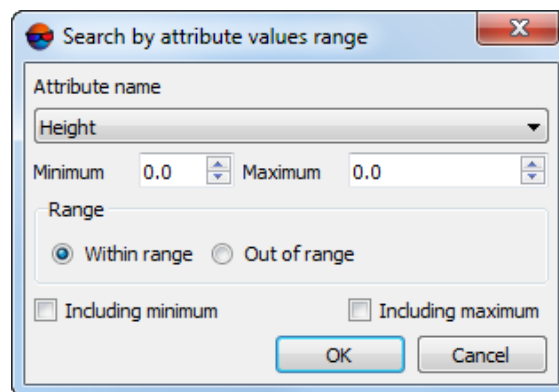 Search by attribute values range
Attribute name
Height
Minimum 0.0 Maximum 0.0
Range
Within range Out of range
Including minimum Including maximum
OK Cancel